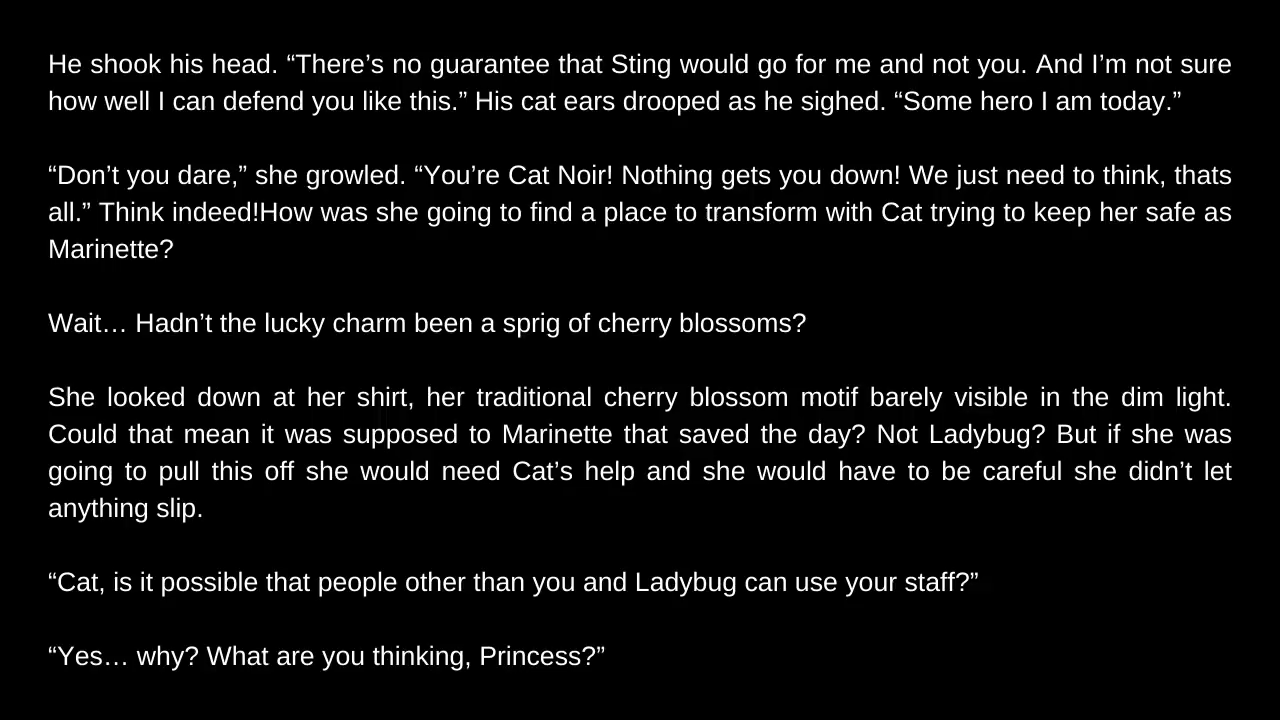 He shook his head. “There’s no guarantee that Sting would go for me and not you. And I’m not sure
how well I can defend you like this.” His cat ears drooped as he sighed. “Some hero I am today.”
“Don’t you dare,” she growled. “You’re Cat Noir! Nothing gets you down! We just need to think, thats
all.” Think indeed!How was she going to find a place to transform with Cat trying to keep her safe as
Marinette?
Wait… Hadn’t the lucky charm been a sprig of cherry blossoms?
She looked down at her shirt, her traditional cherry blossom motif barely visible in the dim light.
Could that mean it was supposed to Marinette that saved the day? Not Ladybug? But if she was
going to pull this off she would need Cat’s help and she would have to be careful she didn’t let
anything slip.
“Cat, is it possible that people other than you and Ladybug can use your staff?”
“Yes… why? What are you thinking, Princess?”